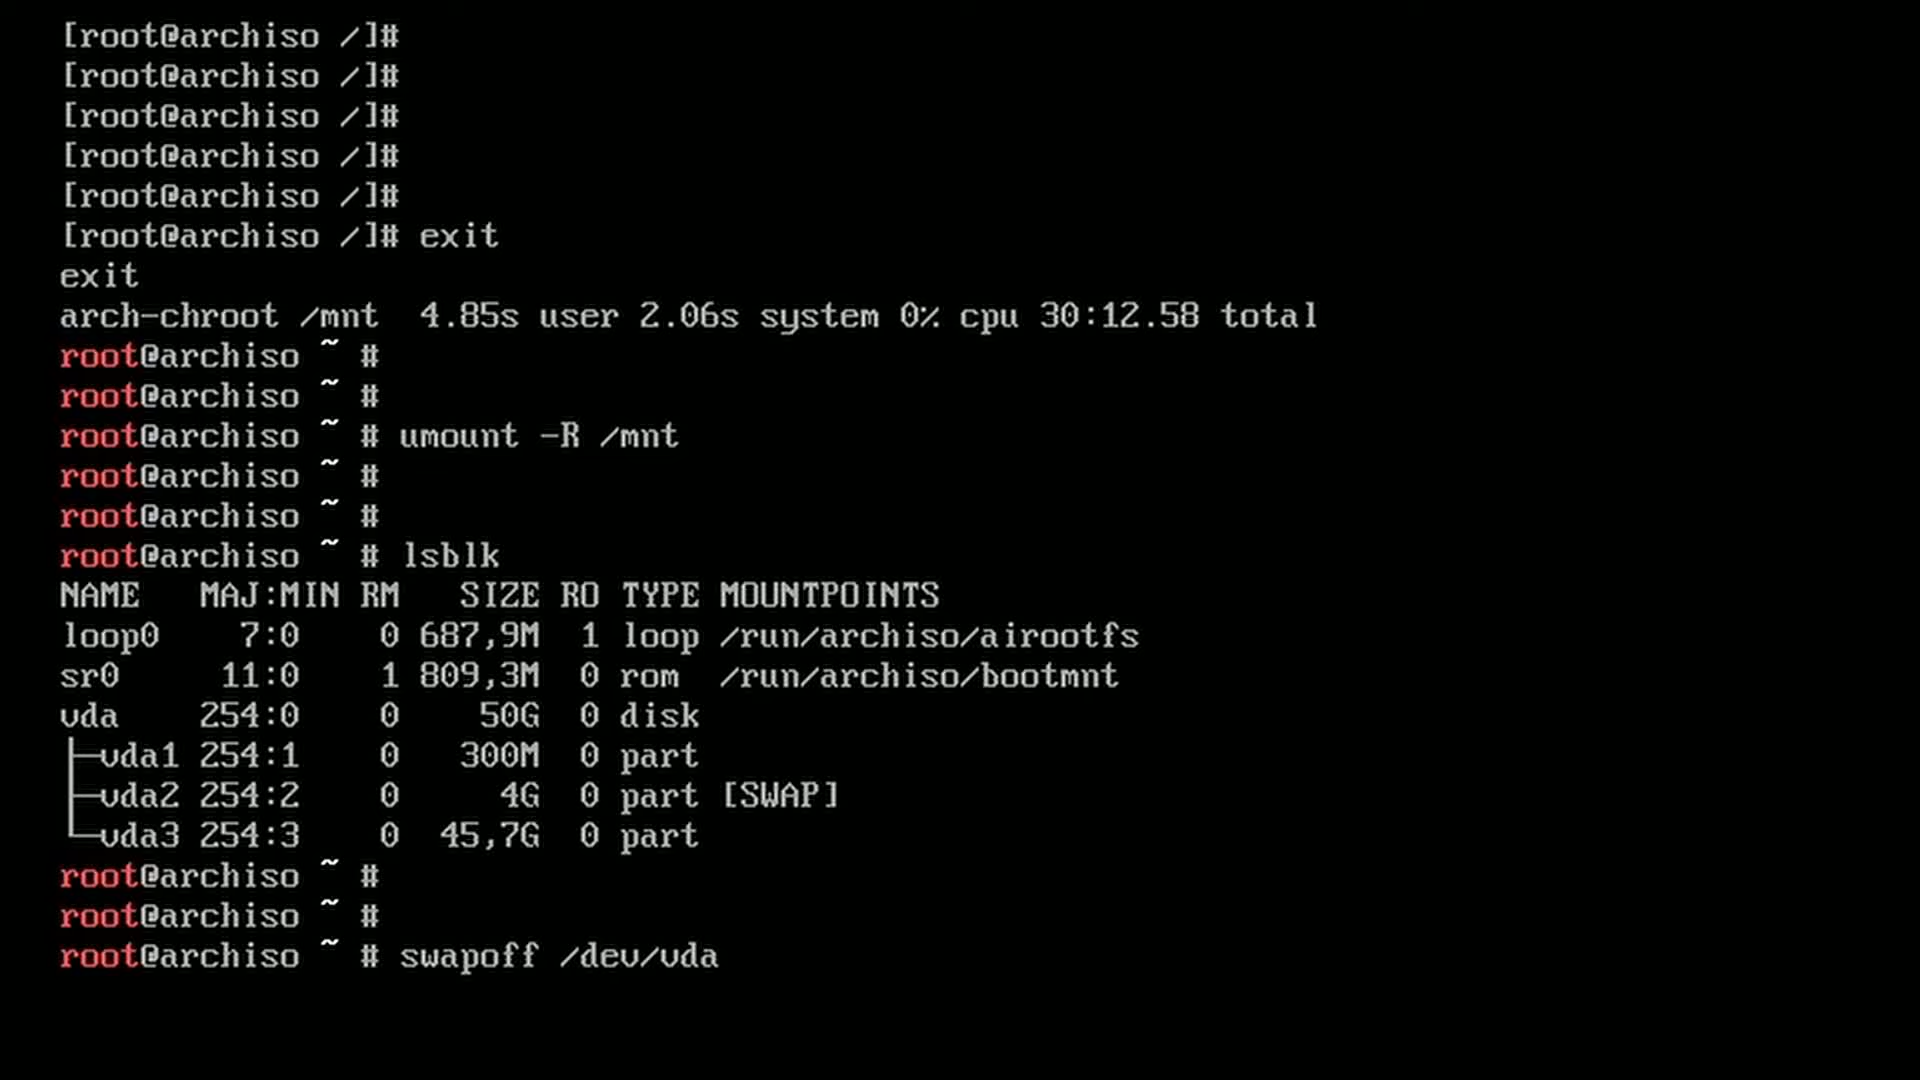 [root@archiso /]#
[root@archiso /]#
[root@archiso /]#
[root@archiso /]#
[root@archiso /]#
[root@archiso /]# exit
exit
arch-chroot /mnt  4.85s user 2.06s system 0% cpu 30:12.58 total
root@archiso ~ #
root@archiso ~ #
root@archiso ~ # umount -R /mnt
root@archiso ~ #
root@archiso ~ #
root@archiso ~ # lsblk
NAME   MAJ:MIN RM   SIZE RO TYPE MOUNTPOINTS
loop0    7:0    0 687,9M  1 loop /run/archiso/airootfs
sr0     11:0    1 809,3M  0 rom  /run/archiso/bootmnt
vda    254:0    0    50G  0 disk
├─vda1 254:1    0   300M  0 part
├─vda2 254:2    0     4G  0 part [SWAP]
└─vda3 254:3    0  45,7G  0 part
root@archiso ~ #
root@archiso ~ #
root@archiso ~ # swapoff /dev/vda